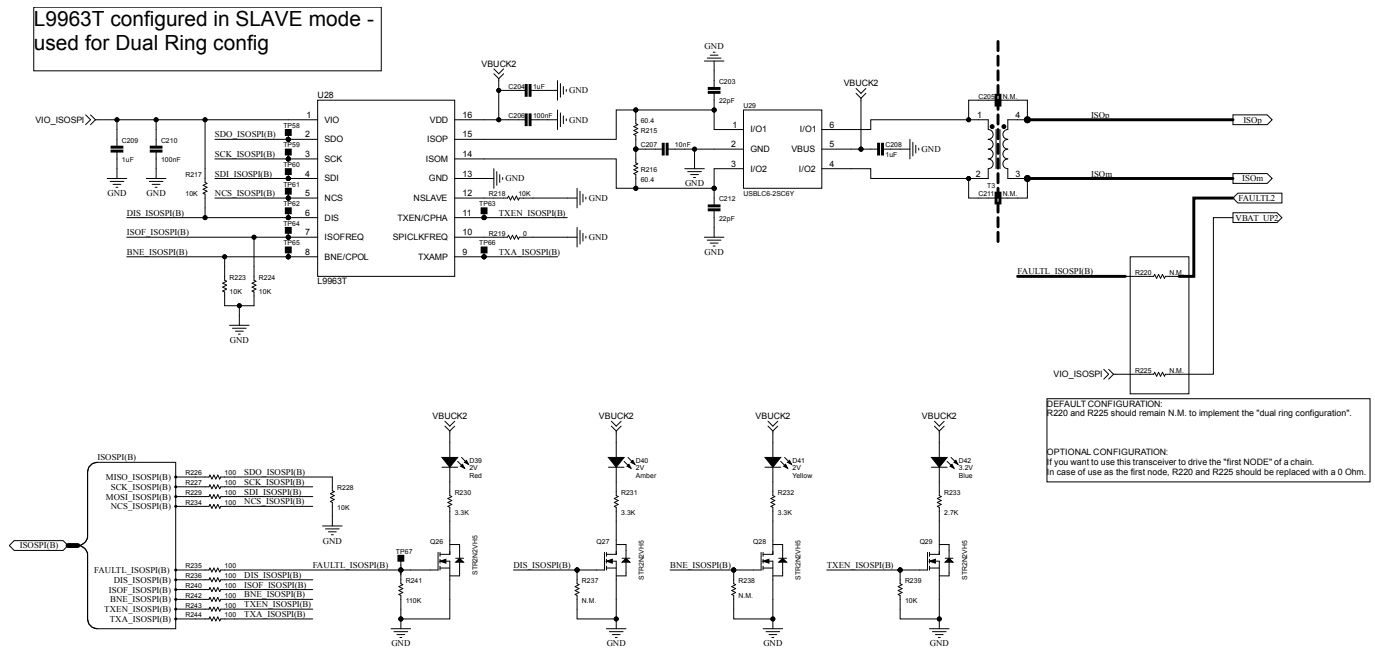 L9963T configured in SLAVE mode -
used for Dual Ring config
VIO_ISOSPI
C209
1uF
C210
100nF
GND
GND
R217
10K
SDO_ISOSPI(B)
SCK_ISOSPI(B)
SDI_ISOSPI(B)
NCS_ISOSPI(B)
DIS_ISOSPI(B)
ISOF_ISOSPI(B)
BNE_ISOSPI(B)
TP58
TP59
TP60
TP61
TP62
TP64
TP65
R223
10K
R224
10K
GND
U28
1 VIO VDD 16
2 SDO ISOP 15
3 SCK ISOM 14
4 SDI GND 13
5 NCS NSLAVE 12
6 DIS TXEN/CPHA 11
7 ISOFREQ SPICLKFREQ 10
8 BNE/CPOL TXAMP 9
L9963T
VBUCK2
C204 1uF GND
C206 100nF GND
GND
R218 10K GND
TP63 TXEN_ISOSPI(B)
R219 0 GND
TP66 TXA_ISOSPI(B)
60.4
R215
C207 10nF
R216
60.4
GND
GND
C203
22pF
C212
22pF
GND
U29
1 I/O1 I/O1 6
2 GND VBUS 5
3 I/O2 I/O2 4
USBLC6-2SC6Y
VBUCK2
C208
1uF
GND
C205 N.M.
1 4
2 3
T3
C211 N.M.
ISOp ISOp
ISOm ISOm
FAULTL2
VBAT_UP2
FAULTL_ISOSPI(B) R220 N.M.
VIO_ISOSPI R225 N.M.
DEFAULT CONFIGURATION:
R220 and R225 should remain N.M. to implement the "dual ring configuration".
OPTIONAL CONFIGURATION:
If you want to use this transceiver to drive the "first NODE" of a chain.
In case of use as the first node, R220 and R225 should be replaced with a 0 Ohm.
ISOSPI(B)
ISOSPI(B)
MISO_ISOSPI(B) R226 100 SDO_ISOSPI(B)
SCK_ISOSPI(B) R227 100 SCK_ISOSPI(B)
MOSI_ISOSPI(B) R229 100 SDI_ISOSPI(B)
NCS_ISOSPI(B) R234 100 NCS_ISOSPI(B)
R228
10K
GND
FAULTL_ISOSPI(B) R235 100 FAULTL_ISOSPI(B)
DIS_ISOSPI(B) R236 100 DIS_ISOSPI(B)
ISOF_ISOSPI(B) R240 100 ISOF_ISOSPI(B)
BNE_ISOSPI(B) R242 100 BNE_ISOSPI(B)
TXEN_ISOSPI(B) R243 100 TXEN_ISOSPI(B)
TXA_ISOSPI(B) R244 100 TXA_ISOSPI(B)
VBUCK2
D39
2V
Red
R230
3.3K
Q26
STR2N2VH5
TP67
R241
110K
GND
VBUCK2
D40
2V
Amber
R231
3.3K
Q27
STR2N2VH5
DIS_ISOSPI(B)
R237
N.M.
GND
VBUCK2
D41
2V
Yellow
R232
3.3K
Q28
STR2N2VH5
BNE_ISOSPI(B)
R238
N.M.
GND
VBUCK2
D42
3.2V
Blue
R233
2.7K
Q29
STR2N2VH5
TXEN_ISOSPI(B)
R239
10K
GND